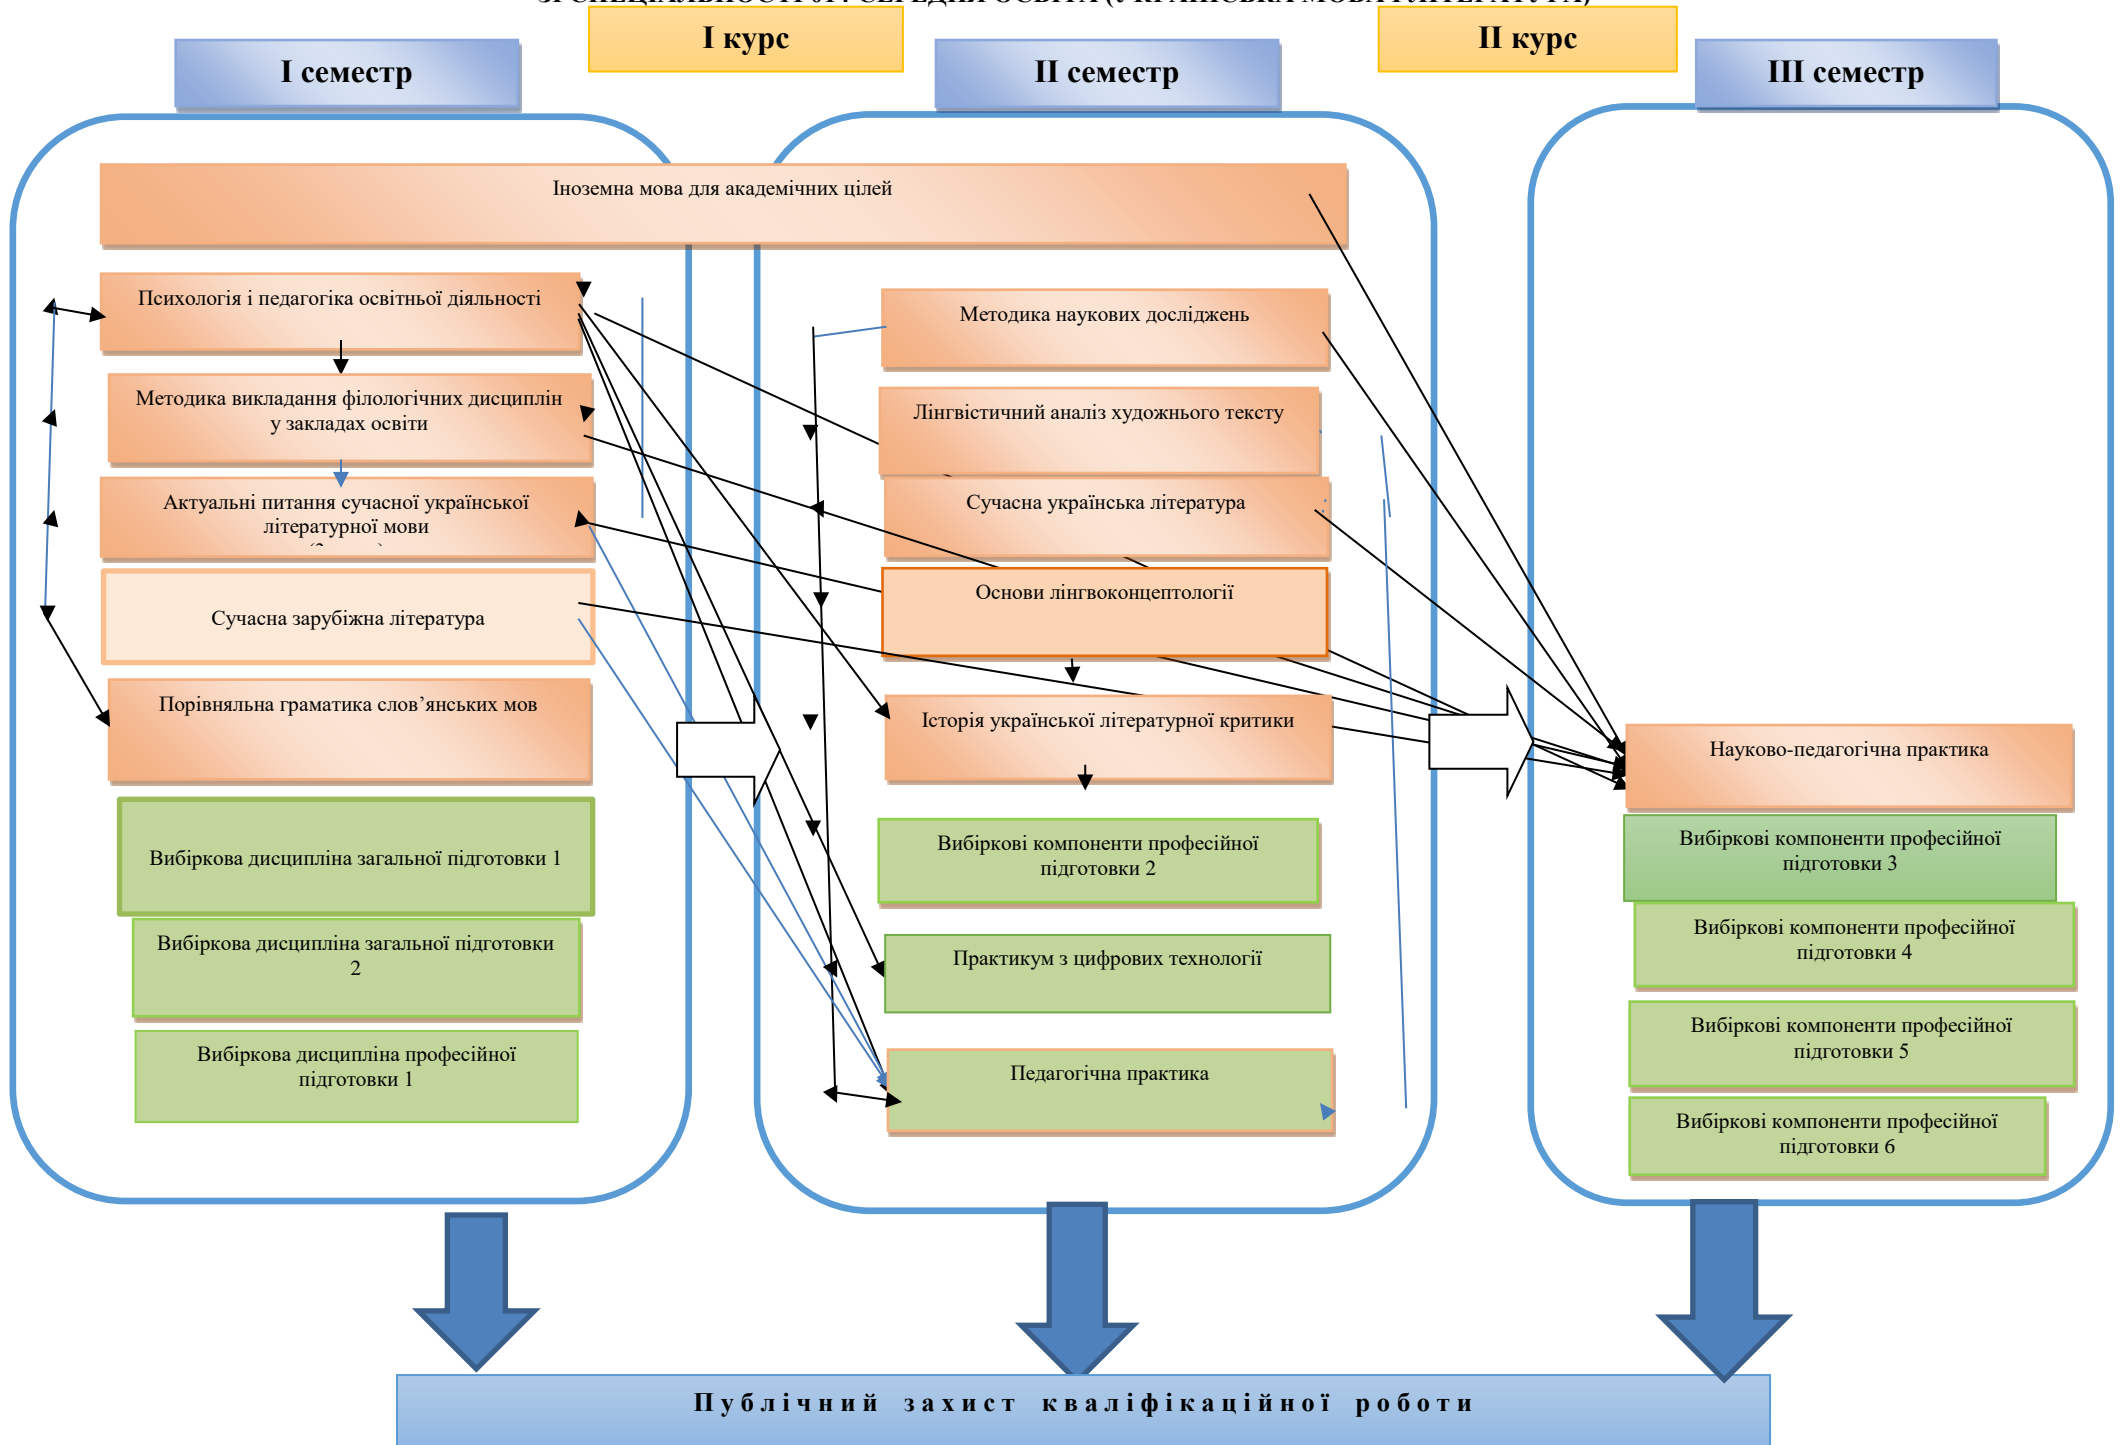 І курс
ІІ курс
І семестр
ІІ семестр
ІІІ семестр
Іноземна мова для академічних цілей
Психологія і педагогіка освітньої діяльності
Методика викладання філологічних дисциплін
у закладах освіти
Актуальні питання сучасної української
літературної мови
Сучасна зарубіжна література
Порівняльна граматика слов’янських мов
Вибіркова дисципліна загальної підготовки 1
Вибіркова дисципліна загальної підготовки
2
Вибіркова дисципліна професійної
підготовки 1
Методика наукових досліджень
Лінгвістичний аналіз художнього тексту
Сучасна українська література
Основи лінгвоконцептології
Історія української літературної критики
Вибіркові компоненти професійної
підготовки 2
Практикум з цифрових технології
Педагогічна практика
Науково-педагогічна практика
Вибіркові компоненти професійної
підготовки 3
Вибіркові компоненти професійної
підготовки 4
Вибіркові компоненти професійної
підготовки 5
Вибіркові компоненти професійної
підготовки 6
Публічний захист кваліфікаційної роботи